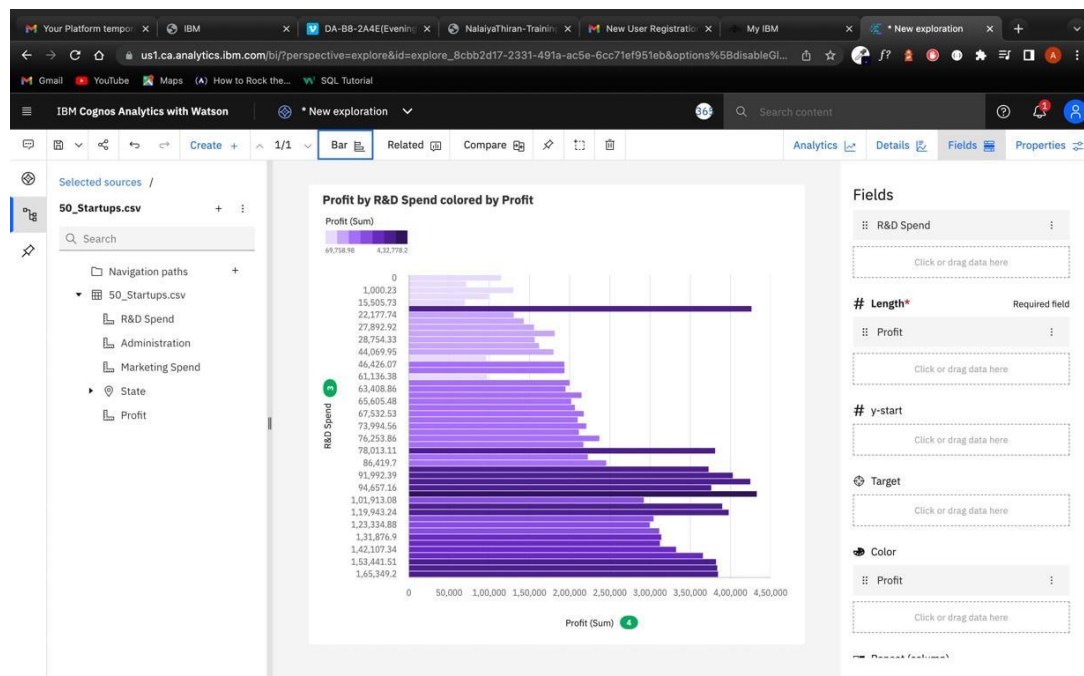 Your Platform tempor
IBM
DA-B8-2A4E(Evening
NalaiyaThiran-Training
New User Registratio
My IBM
* New exploration
us1.ca.analytics.ibm.com/bi/?perspective=explore&id=explore_8cbb2d17-2331-491a-ac5e-6cc71ef951eb&options%5BdisableGl...
Gmail
YouTube
Maps
How to Rock the...
SQL Tutorial
IBM Cognos Analytics with Watson
* New exploration
365
Search content
Create +
1/1
Bar
Related
Compare
Analytics
Details
Fields
Properties
Selected sources /
50_Startups.csv
Search
Navigation paths
50_Startups.csv
R&D Spend
Administration
Marketing Spend
State
Profit
Profit by R&D Spend colored by Profit
Profit (Sum)
69,758.98 4,32,778.2
0
1,000.23
15,505.73
22,177.74
27,892.92
28,754.33
44,069.95
46,426.07
61,136.38
63,408.86
65,605.48
67,532.53
73,994.56
76,253.86
78,013.11
86,419.7
91,992.39
94,657.16
1,01,913.08
1,19,943.24
1,23,334.88
1,31,876.9
1,42,107.34
1,53,441.51
1,65,349.2
R&D Spend 3
0 50,000 1,00,000 1,50,000 2,00,000 2,50,000 3,00,000 3,50,000 4,00,000 4,50,000
Profit (Sum) 4
Fields
R&D Spend
Click or drag data here
# Length* Required field
Profit
Click or drag data here
# y-start
Click or drag data here
Target
Click or drag data here
Color
Profit
Click or drag data here
Repeat (column)